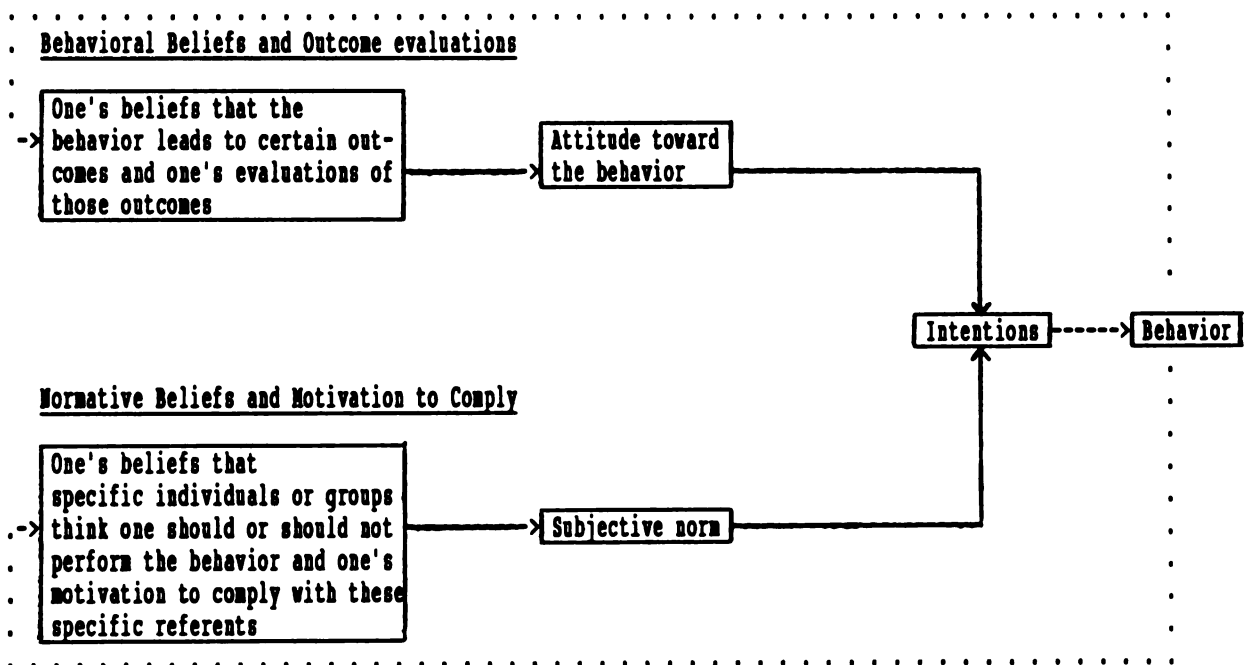 Behavioral Beliefs and Outcome evaluations
One's beliefs that the
behavior leads to certain out-
comes and one's evaluations of
those outcomes
Attitude toward
the behavior
Intentions
Behavior
Normative Beliefs and Motivation to Comply
One's beliefs that
specific individuals or groups
think one should or should not
perform the behavior and one's
motivation to comply with these
specific referents
Subjective norm